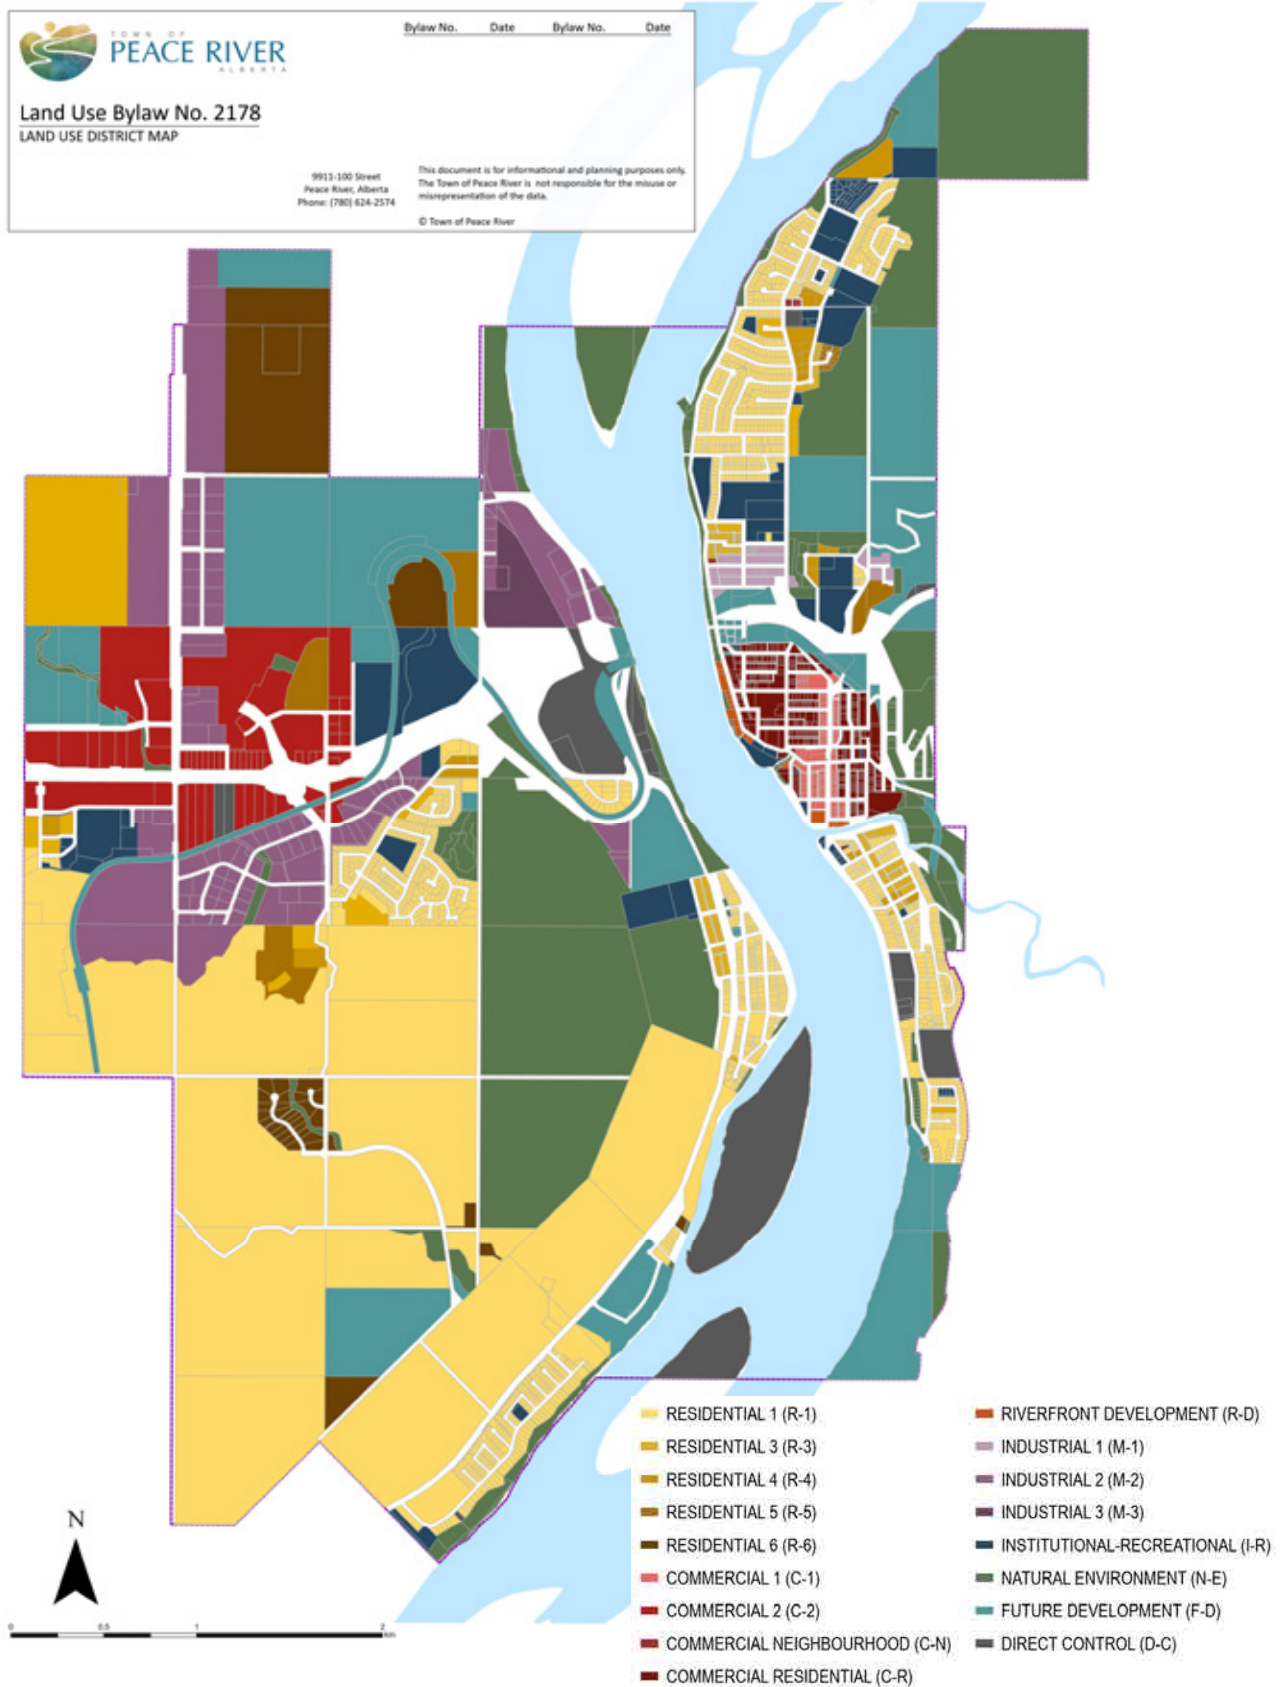 TOWN OF
PEACE RIVER
ALBERTA
Bylaw No. Date Bylaw No. Date
Land Use Bylaw No. 2178
LAND USE DISTRICT MAP
9911-100 Street
Peace River, Alberta
Phone: (780) 624-2574
This document is for informational and planning purposes only.
The Town of Peace River is not responsible for the misuse or
misrepresentation of the data.
© Town of Peace River
N
0 0.5 1 2
km
RESIDENTIAL 1 (R-1)
RESIDENTIAL 3 (R-3)
RESIDENTIAL 4 (R-4)
RESIDENTIAL 5 (R-5)
RESIDENTIAL 6 (R-6)
COMMERCIAL 1 (C-1)
COMMERCIAL 2 (C-2)
COMMERCIAL NEIGHBOURHOOD (C-N)
COMMERCIAL RESIDENTIAL (C-R)
RIVERFRONT DEVELOPMENT (R-D)
INDUSTRIAL 1 (M-1)
INDUSTRIAL 2 (M-2)
INDUSTRIAL 3 (M-3)
INSTITUTIONAL-RECREATIONAL (I-R)
NATURAL ENVIRONMENT (N-E)
FUTURE DEVELOPMENT (F-D)
DIRECT CONTROL (D-C)